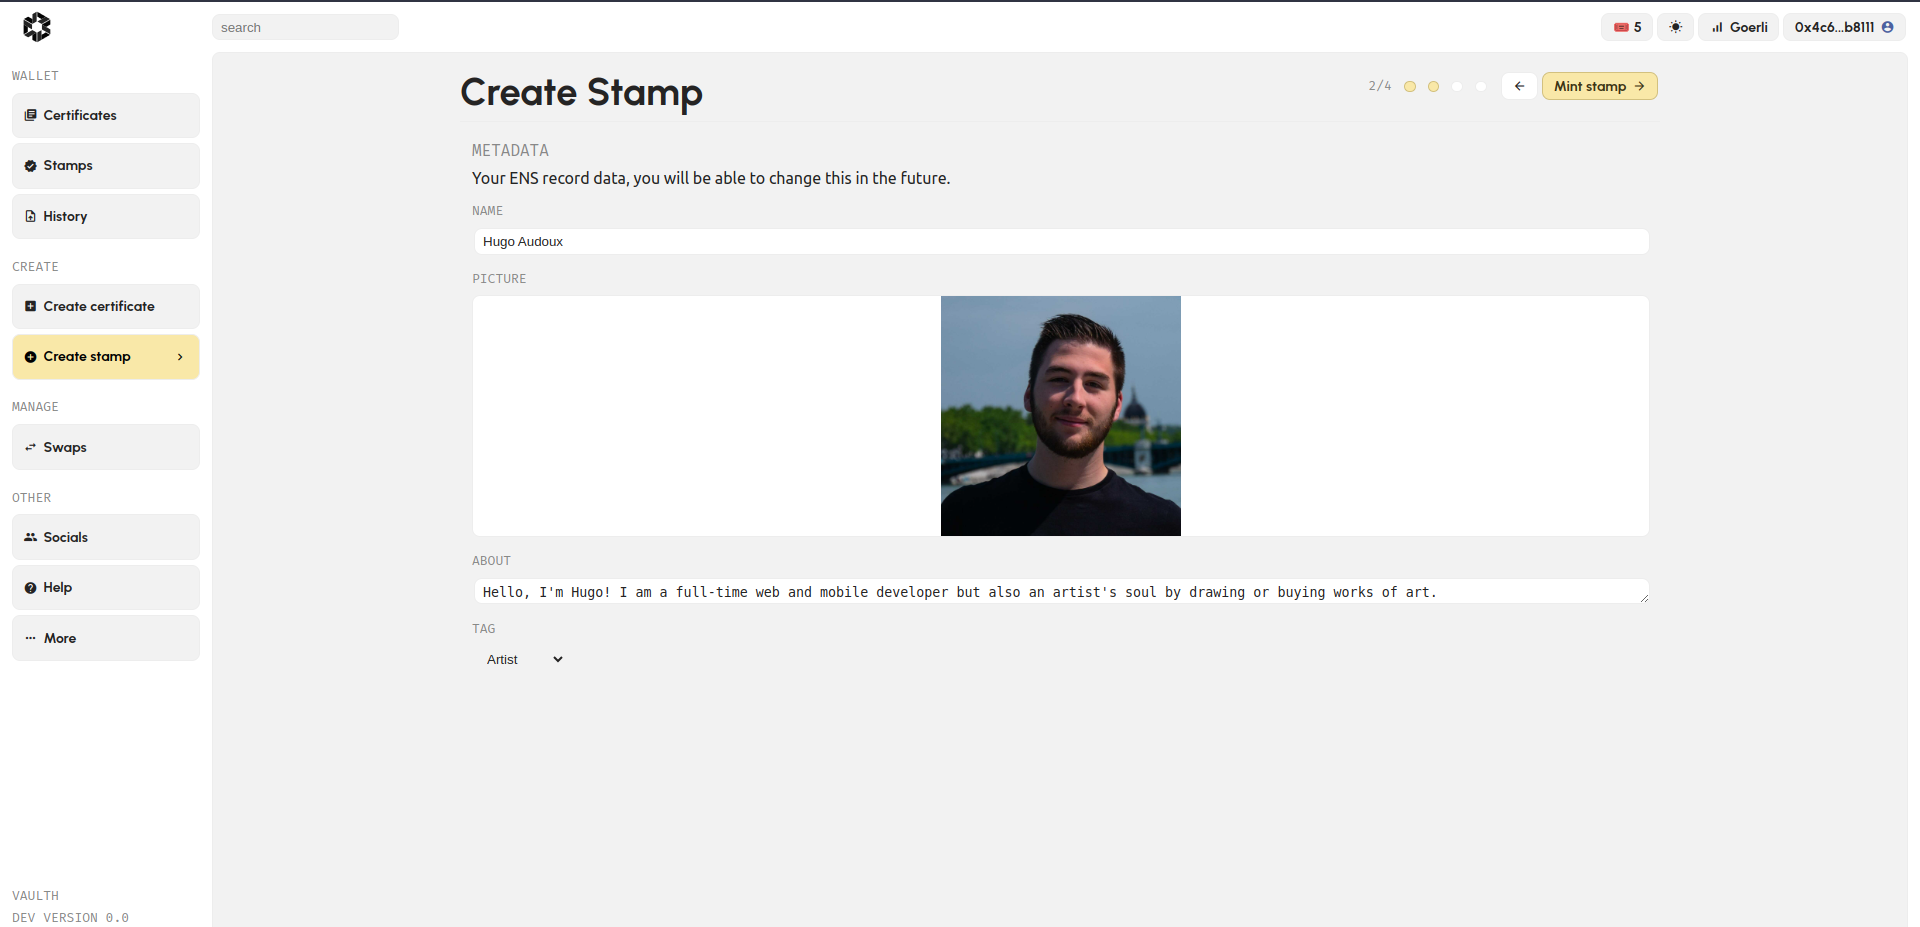 search
5
Goerli
0x4c6...b8111
WALLET
Certificates
Stamps
History
CREATE
Create certificate
Create stamp
MANAGE
Swaps
OTHER
Socials
Help
More
VAULTH
DEV VERSION 0.0
Create Stamp
2/4
Mint stamp
METADATA
Your ENS record data, you will be able to change this in the future.
NAME
Hugo Audoux
PICTURE
ABOUT
Hello, I'm Hugo! I am a full-time web and mobile developer but also an artist's soul by drawing or buying works of art.
TAG
Artist